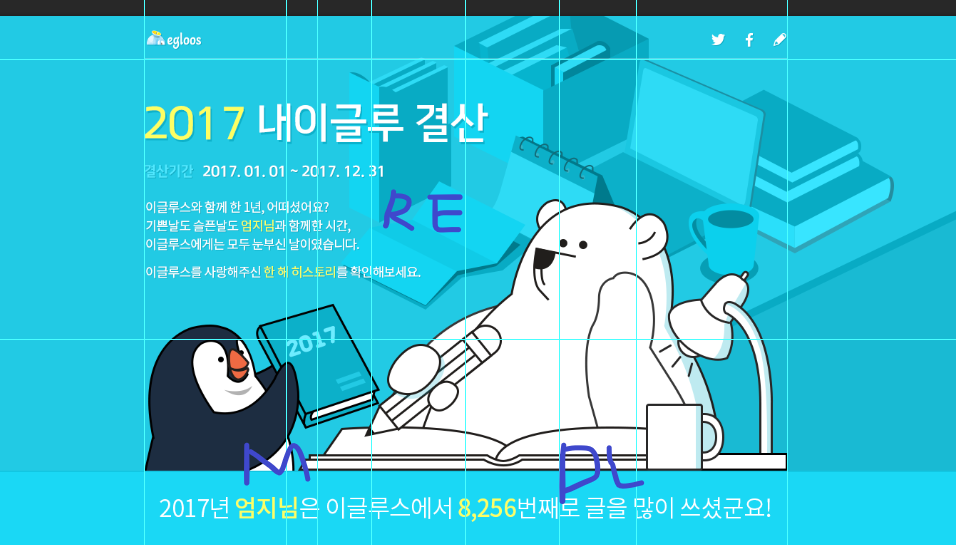 egloos
2017 내이글루 결산
결산기간 2017. 01. 01 ~ 2017. 12. 31
이글루스와 함께 한 1년, 어떠셨어요?
기쁜날도 슬픈날도 엄지님과 함께한 시간,
이글루스에게는 모두 눈부신 날이었습니다.
이글루스를 사랑해주신 한 해 히스토리를 확인해보세요.
RE
2017
M DL
2017년 엄지님은 이글루스에서 8,256번째로 글을 많이 쓰셨군요!